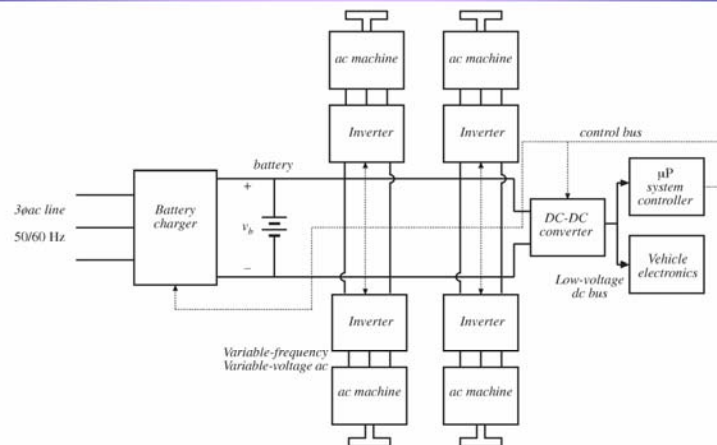 ac machine
ac machine
Inverter
Inverter
control bus
battery
μP
system
controller
3øac line
50/60 Hz
Battery
charger
+
vb
–
DC-DC
converter
Vehicle
electronics
Low-voltage
dc bus
Inverter
Inverter
Variable-frequency
Variable-voltage ac
ac machine
ac machine